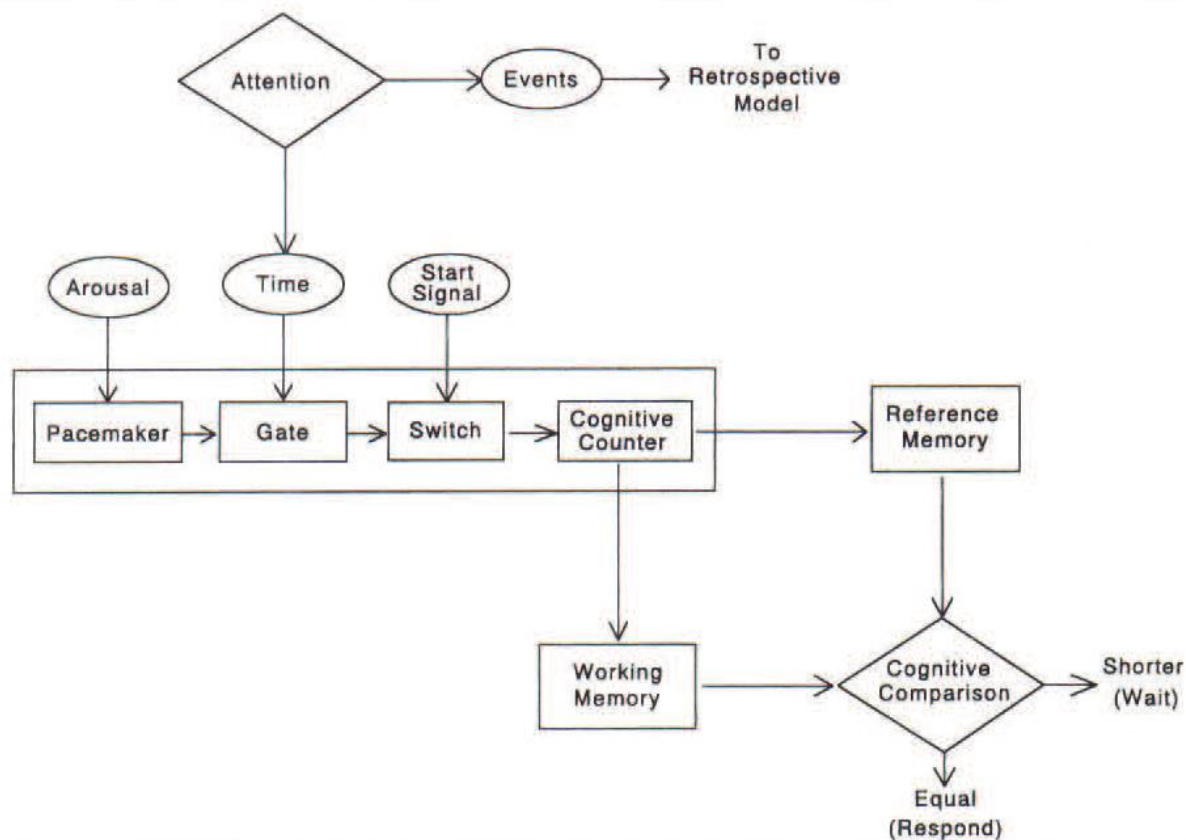 Attention
Events
To
Retrospective
Model
Arousal
Time
Start
Signal
Pacemaker
Gate
Switch
Cognitive
Counter
Reference
Memory
Working
Memory
Cognitive
Comparison
Shorter
(Wait)
Equal
(Respond)